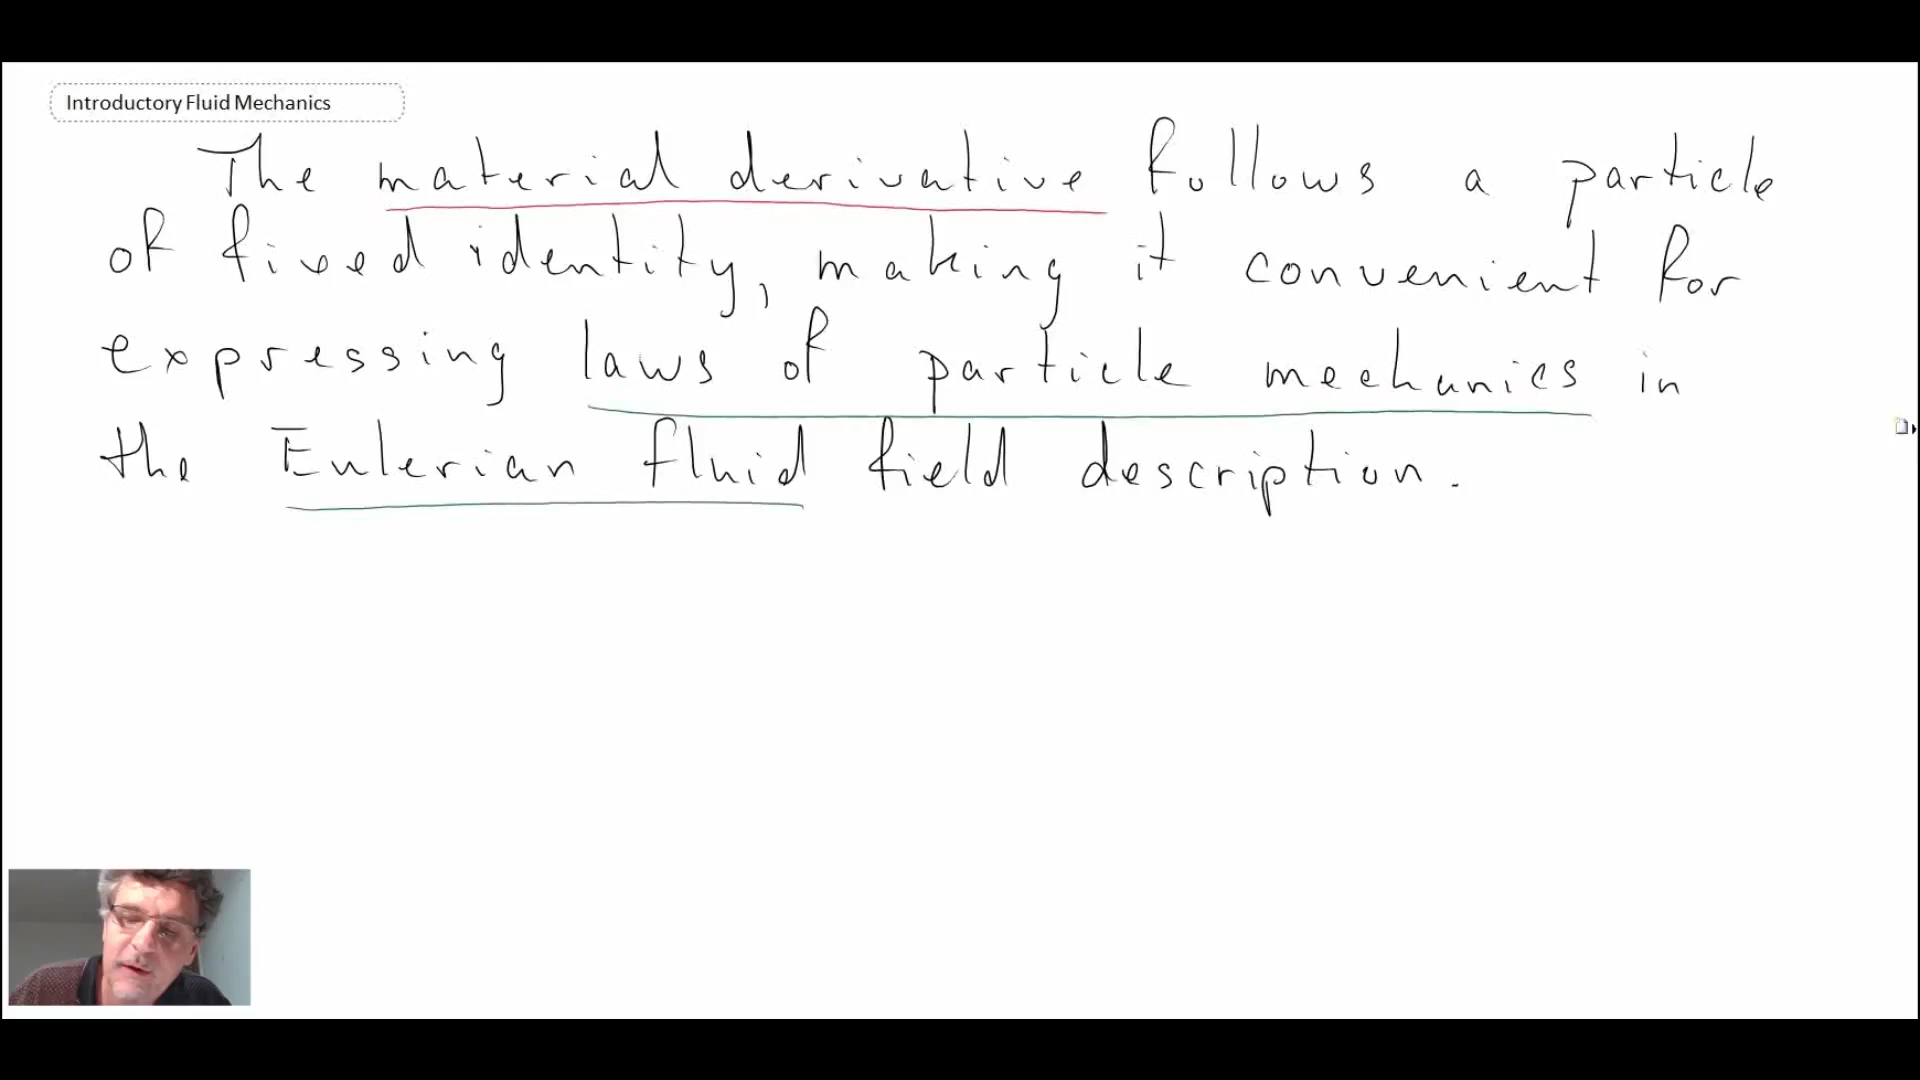 Introductory Fluid Mechanics
The material derivative follows a particle
of fixed identity, making it convenient for
expressing laws of particle mechanics in
the Eulerian fluid field description.